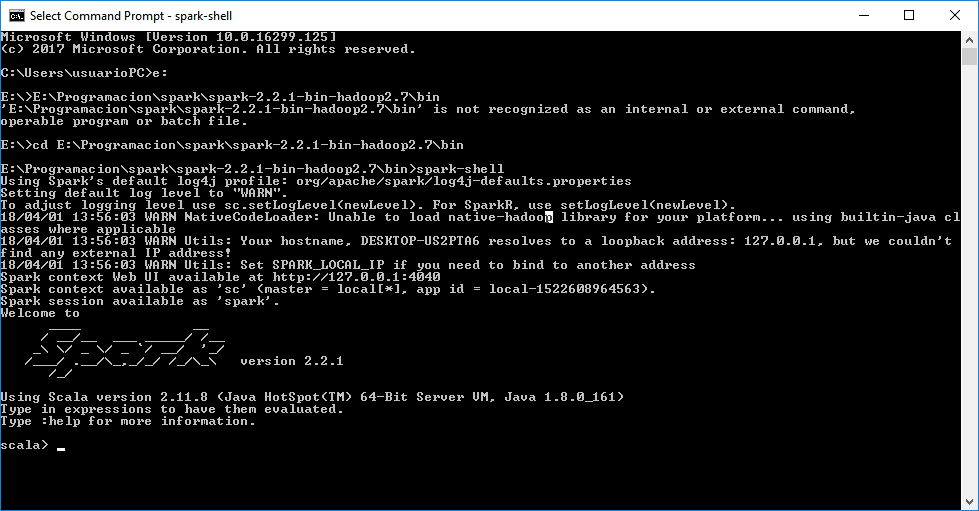 Select Command Prompt - spark-shell
Microsoft Windows [Version 10.0.16299.125]
(c) 2017 Microsoft Corporation. All rights reserved.
C:\Users\usuarioPC>e:
E:\>E:\Programacion\spark\spark-2.2.1-bin-hadoop2.7\bin
'E:\Programacion\spark\spark-2.2.1-bin-hadoop2.7\bin' is not recognized as an internal or external command,
operable program or batch file.
E:\>cd E:\Programacion\spark\spark-2.2.1-bin-hadoop2.7\bin
E:\Programacion\spark\spark-2.2.1-bin-hadoop2.7\bin>spark-shell
Using Spark's default log4j profile: org/apache/spark/log4j-defaults.properties
Setting default log level to "WARN".
To adjust logging level use sc.setLogLevel(newLevel). For SparkR, use setLogLevel(newLevel).
18/04/01 13:56:03 WARN NativeCodeLoader: Unable to load native-hadoop library for your platform... using builtin-java cl
asses where applicable
18/04/01 13:56:03 WARN Utils: Your hostname, DESKTOP-US2PTA6 resolves to a loopback address: 127.0.0.1, but we couldn't
find any external IP address!
18/04/01 13:56:03 WARN Utils: Set SPARK_LOCAL_IP if you need to bind to another address
Spark context Web UI available at http://127.0.0.1:4040
Spark context available as 'sc' (master = local[*], app id = local-1522608964563).
Spark session available as 'spark'.
Welcome to
Spark version 2.2.1
Using Scala version 2.11.8 (Java HotSpot(TM) 64-Bit Server VM, Java 1.8.0_161)
Type in expressions to have them evaluated.
Type :help for more information.
scala> _